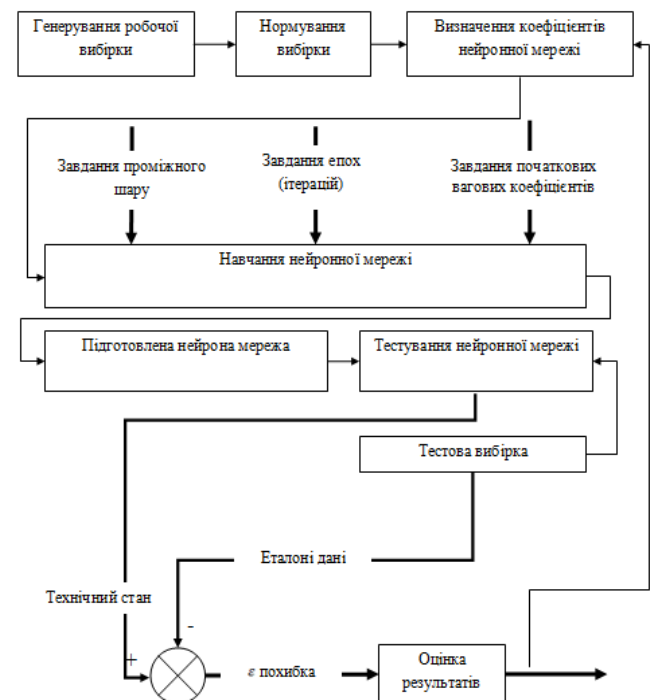 Генерування робочої
вибірки
Нормування
вибірки
Визначення коефіцієнтів
нейронної мережі
Завдання проміжного
шару
Завдання епох
(ітерацій)
Завдання початкових
вагових коефіцієнтів
Навчання нейронної мережі
Підготовлена нейрона мережа
Тестування нейронної мережі
Тестова вибірка
Еталоні дані
Технічний стан
-
+
ε похибка
Оцінка
результатів